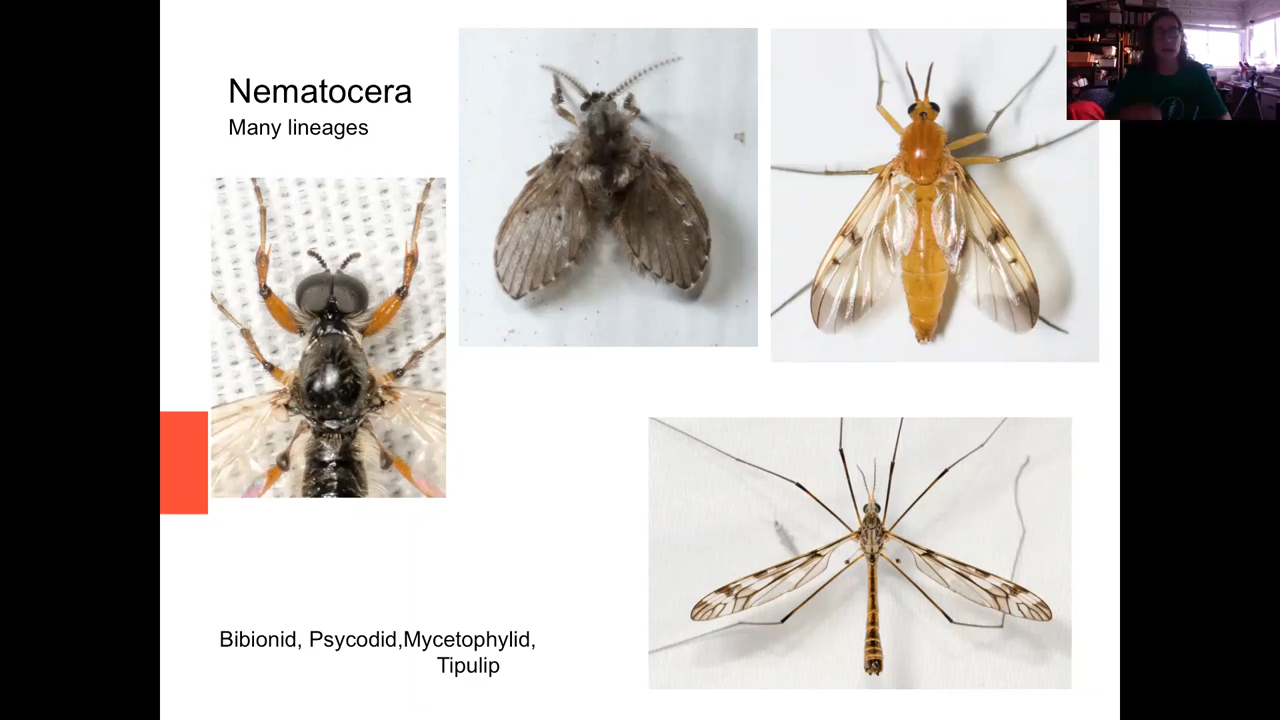 Nematocera
Many lineages
Bibionid, Psycodid,Mycetophylid,
Tipulip